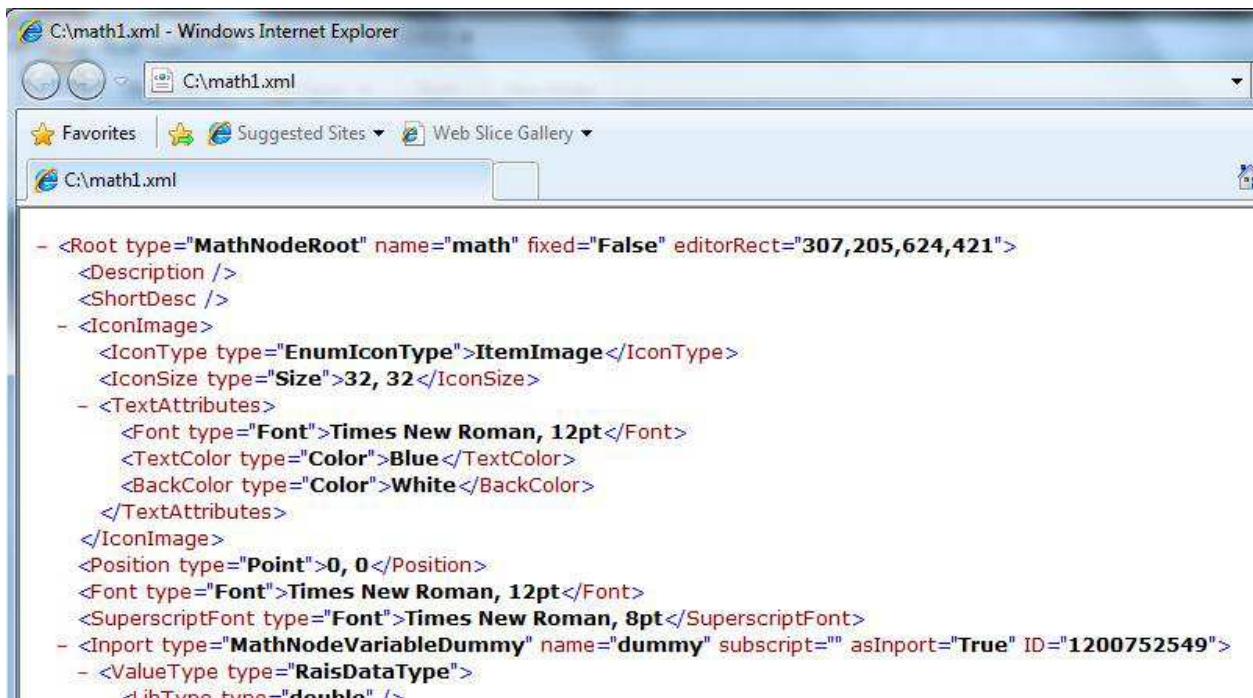 C:\math1.xml - Windows Internet Explorer
C:\math1.xml
Favorites Suggested Sites Web Slice Gallery
C:\math1.xml
- <Root type="MathNodeRoot" name="math" fixed="False" editorRect="307,205,624,421">
<Description />
<ShortDesc />
- <IconImage>
<IconType type="EnumIconType">ItemImage</IconType>
<IconSize type="Size">32, 32</IconSize>
- <TextAttributes>
<Font type="Font">Times New Roman, 12pt</Font>
<TextColor type="Color">Blue</TextColor>
<BackColor type="Color">White</BackColor>
</TextAttributes>
</IconImage>
<Position type="Point">0, 0</Position>
<Font type="Font">Times New Roman, 12pt</Font>
<SuperscriptFont type="Font">Times New Roman, 8pt</SuperscriptFont>
- <Inport type="MathNodeVariableDummy" name="dummy" subscript="" asInport="True" ID="1200752549">
- <ValueType type="RaisDataType">
<LibType type="double" />